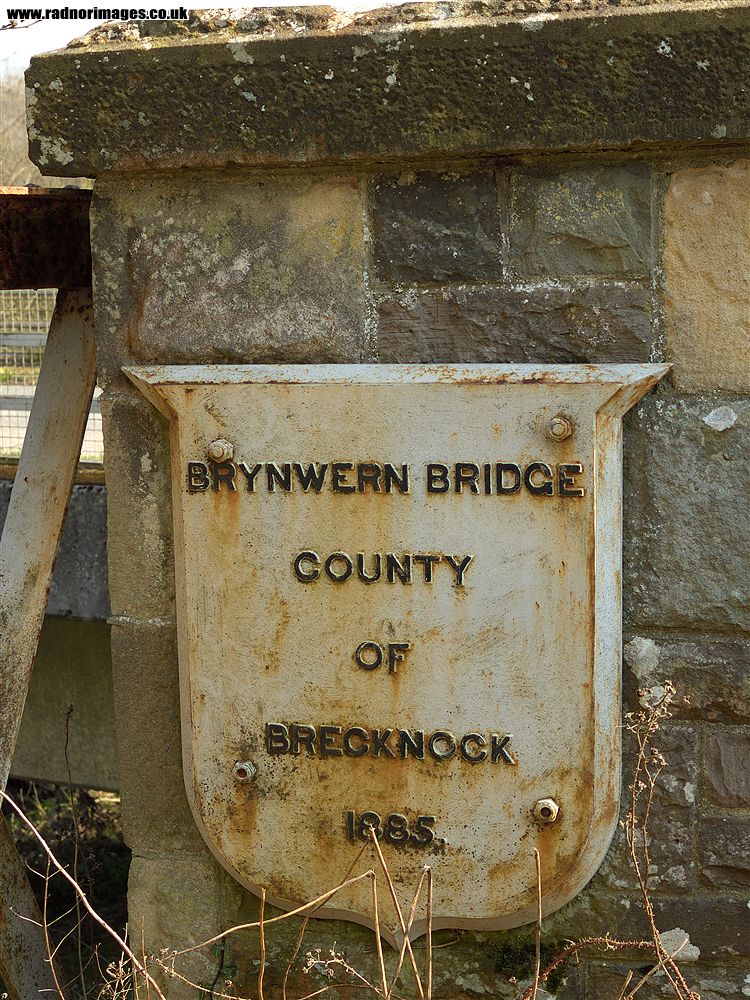 www.radnorimages.co.uk
BRYNWERN BRIDGE
COUNTY
OF
BRECKNOCK
1885.